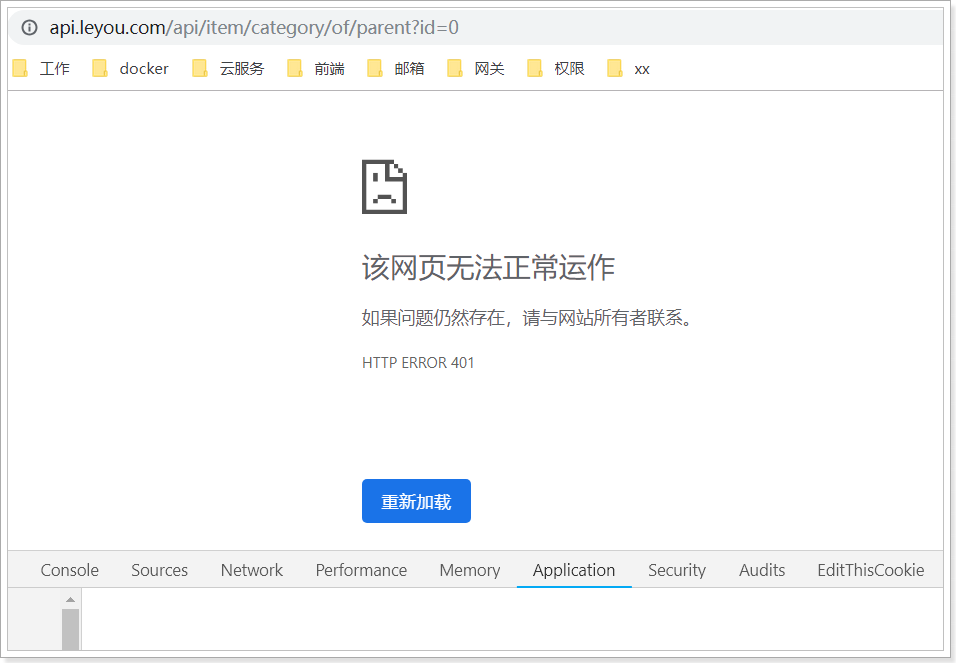 api.leyou.com/api/item/category/of/parent?id=0
工作 docker 云服务 前端 邮箱 网关 权限 xx
该网页无法正常运作
如果问题仍然存在，请与网站所有者联系。
HTTP ERROR 401
重新加载
Console Sources Network Performance Memory Application Security Audits EditThisCookie